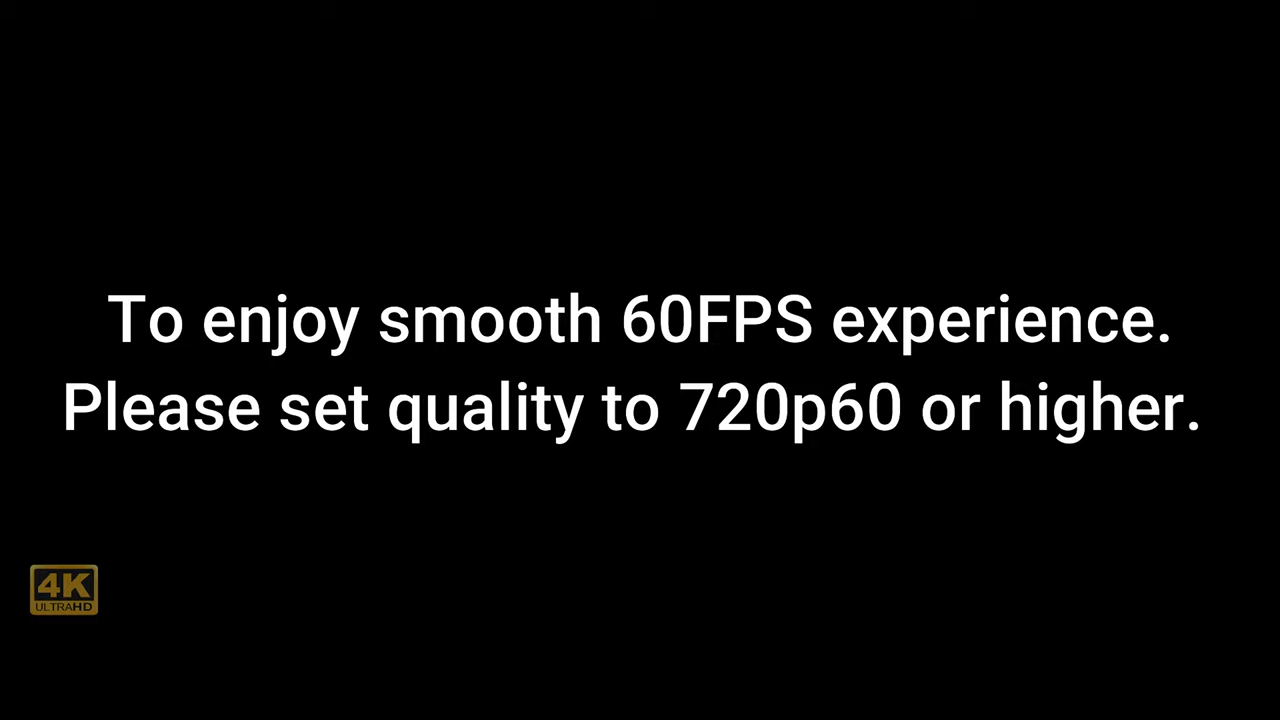 To enjoy smooth 60FPS experience.
Please set quality to 720p60 or higher.
4K
ULTRAHD